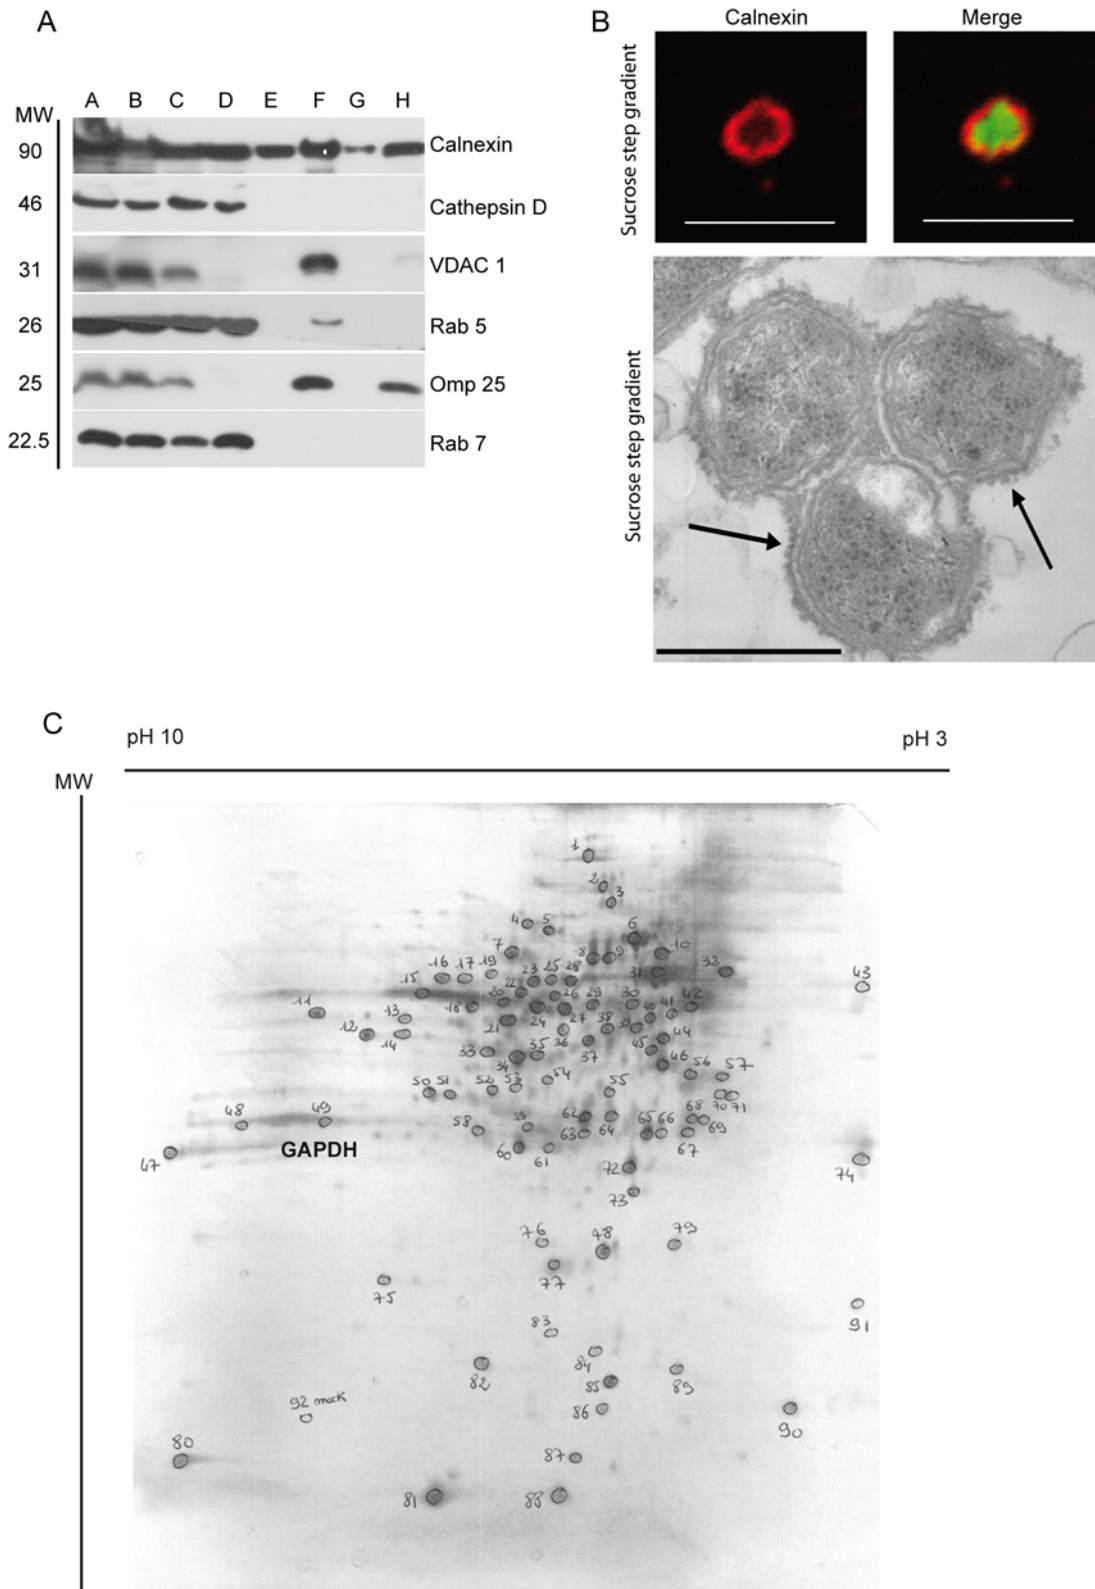 A
A B C D E F G H
MW
90 Calnexin
46 Cathepsin D
31 VDAC 1
26 Rab 5
25 Omp 25
22.5 Rab 7
B
Calnexin Merge
Sucrose step gradient
Sucrose step gradient
C
pH 10 pH 3
MW
1
2
3
4 5 6
7 8 9 10
16 17 19 23 25 28 31 32 43
15 18 20 22 26 29 30 40 41 42
11 13 21 24 27 38 39 44
12 14 33 34 35 36 37 45 46 56 57
50 51 52 53 54 55 70 71
48 49 58 53 62 64 65 66 68 69
47 GAPDH 60 61 63 67 74
72
73
76 48 79
77
75
91
83
84
82 85 89
92 mock 86 90
80 87
81 88